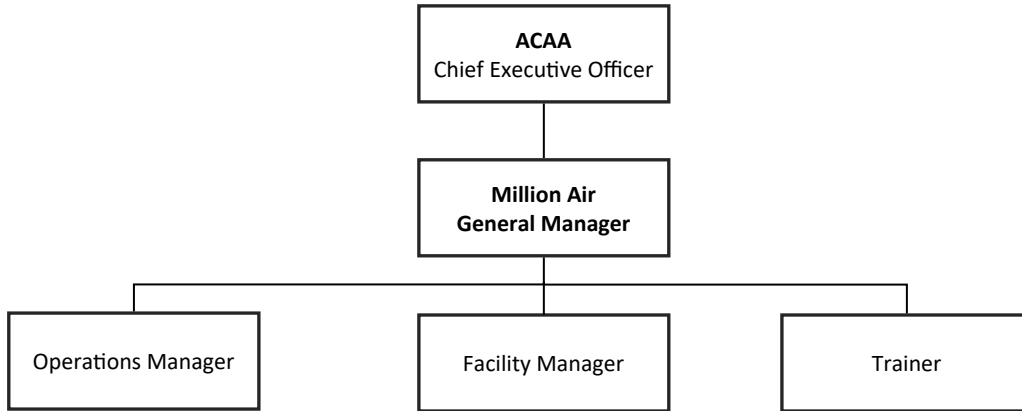 ACAA
Chief Executive Officer
Million Air
General Manager
Operations Manager
Facility Manager
Trainer